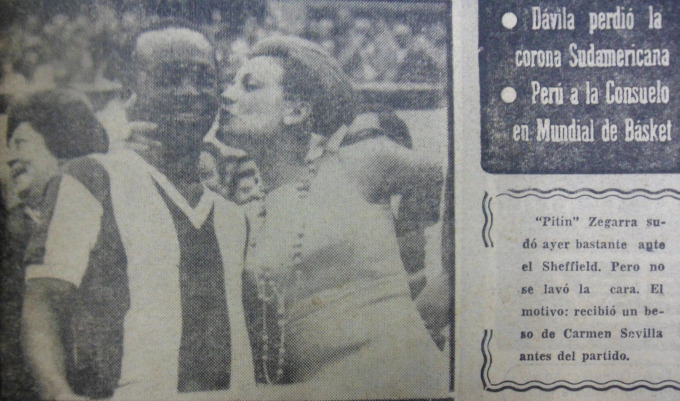 ● Dávila perdió la
corona Sudamericana
● Perú a la Consuelo
en Mundial de Básket
"Pitín" Zegarra su-
dó ayer bastante ante
el Sheffield. Pero no
se lavó la cara. El
motivo: recibió un be-
so de Carmen Sevilla
antes del partido.